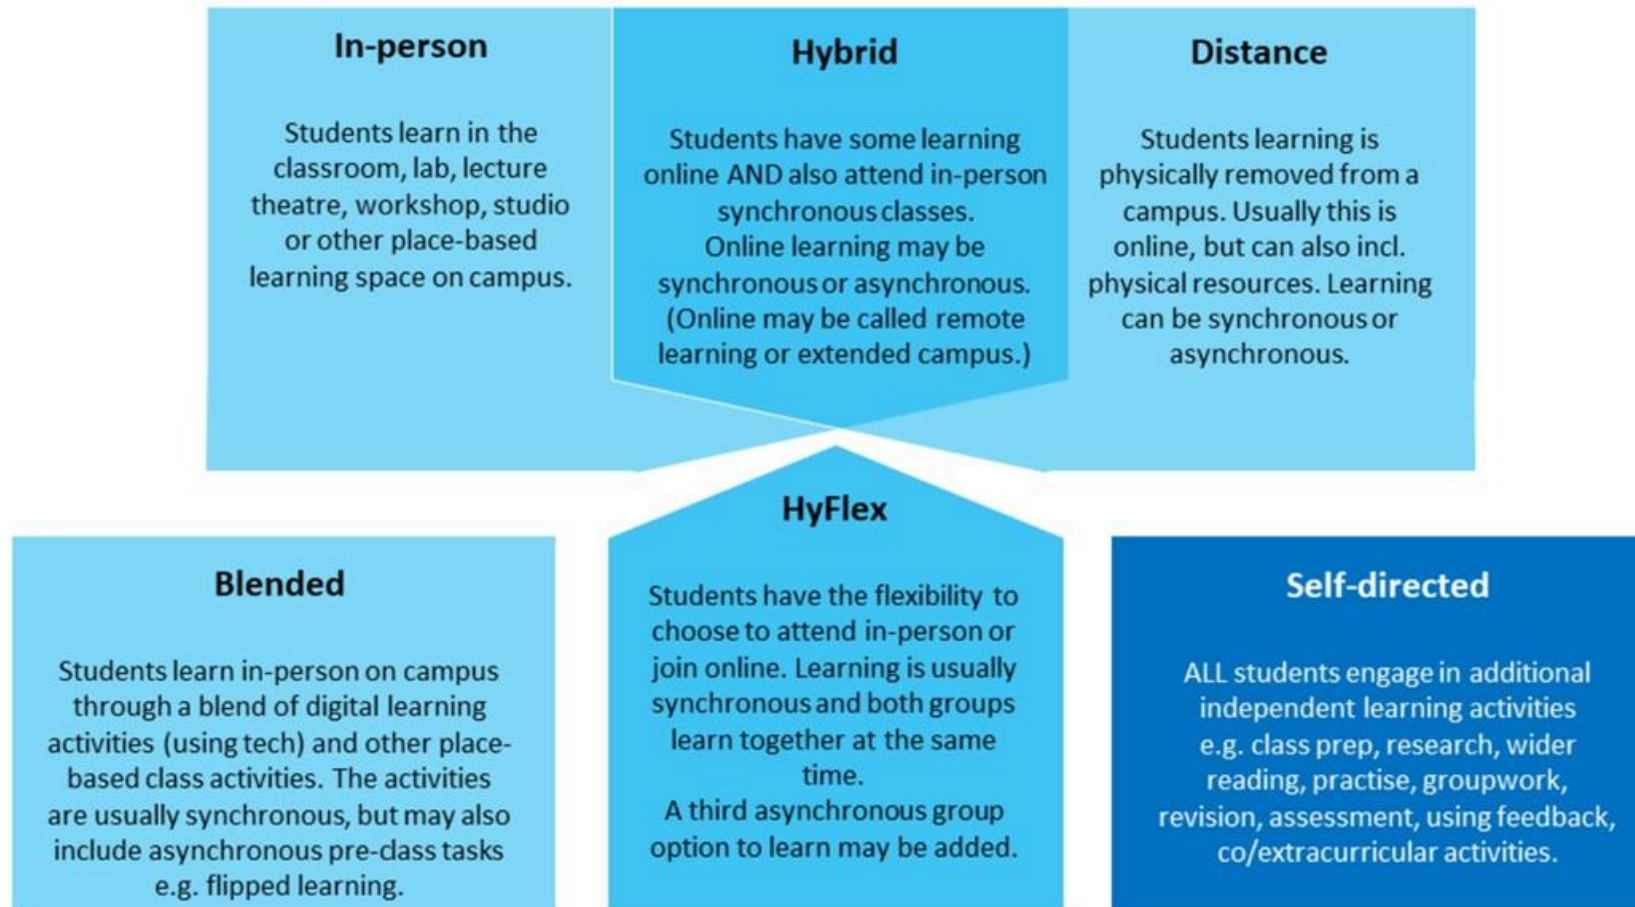 In-person
Students learn in the
classroom, lab, lecture
theatre, workshop, studio
or other place-based
learning space on campus.
Hybrid
Students have some learning
online AND also attend in-person
synchronous classes.
Online learning may be
synchronous or asynchronous.
(Online may be called remote
learning or extended campus.)
Distance
Students learning is
physically removed from a
campus. Usually this is
online, but can also incl.
physical resources. Learning
can be synchronous or
asynchronous.
Blended
Students learn in-person on campus
through a blend of digital learning
activities (using tech) and other place-
based class activities. The activities
are usually synchronous, but may also
include asynchronous pre-class tasks
e.g. flipped learning.
HyFlex
Students have the flexibility to
choose to attend in-person or
join online. Learning is usually
synchronous and both groups
learn together at the same
time.
A third asynchronous group
option to learn may be added.
Self-directed
ALL students engage in additional
independent learning activities
e.g. class prep, research, wider
reading, practise, groupwork,
revision, assessment, using feedback,
co/extracurricular activities.